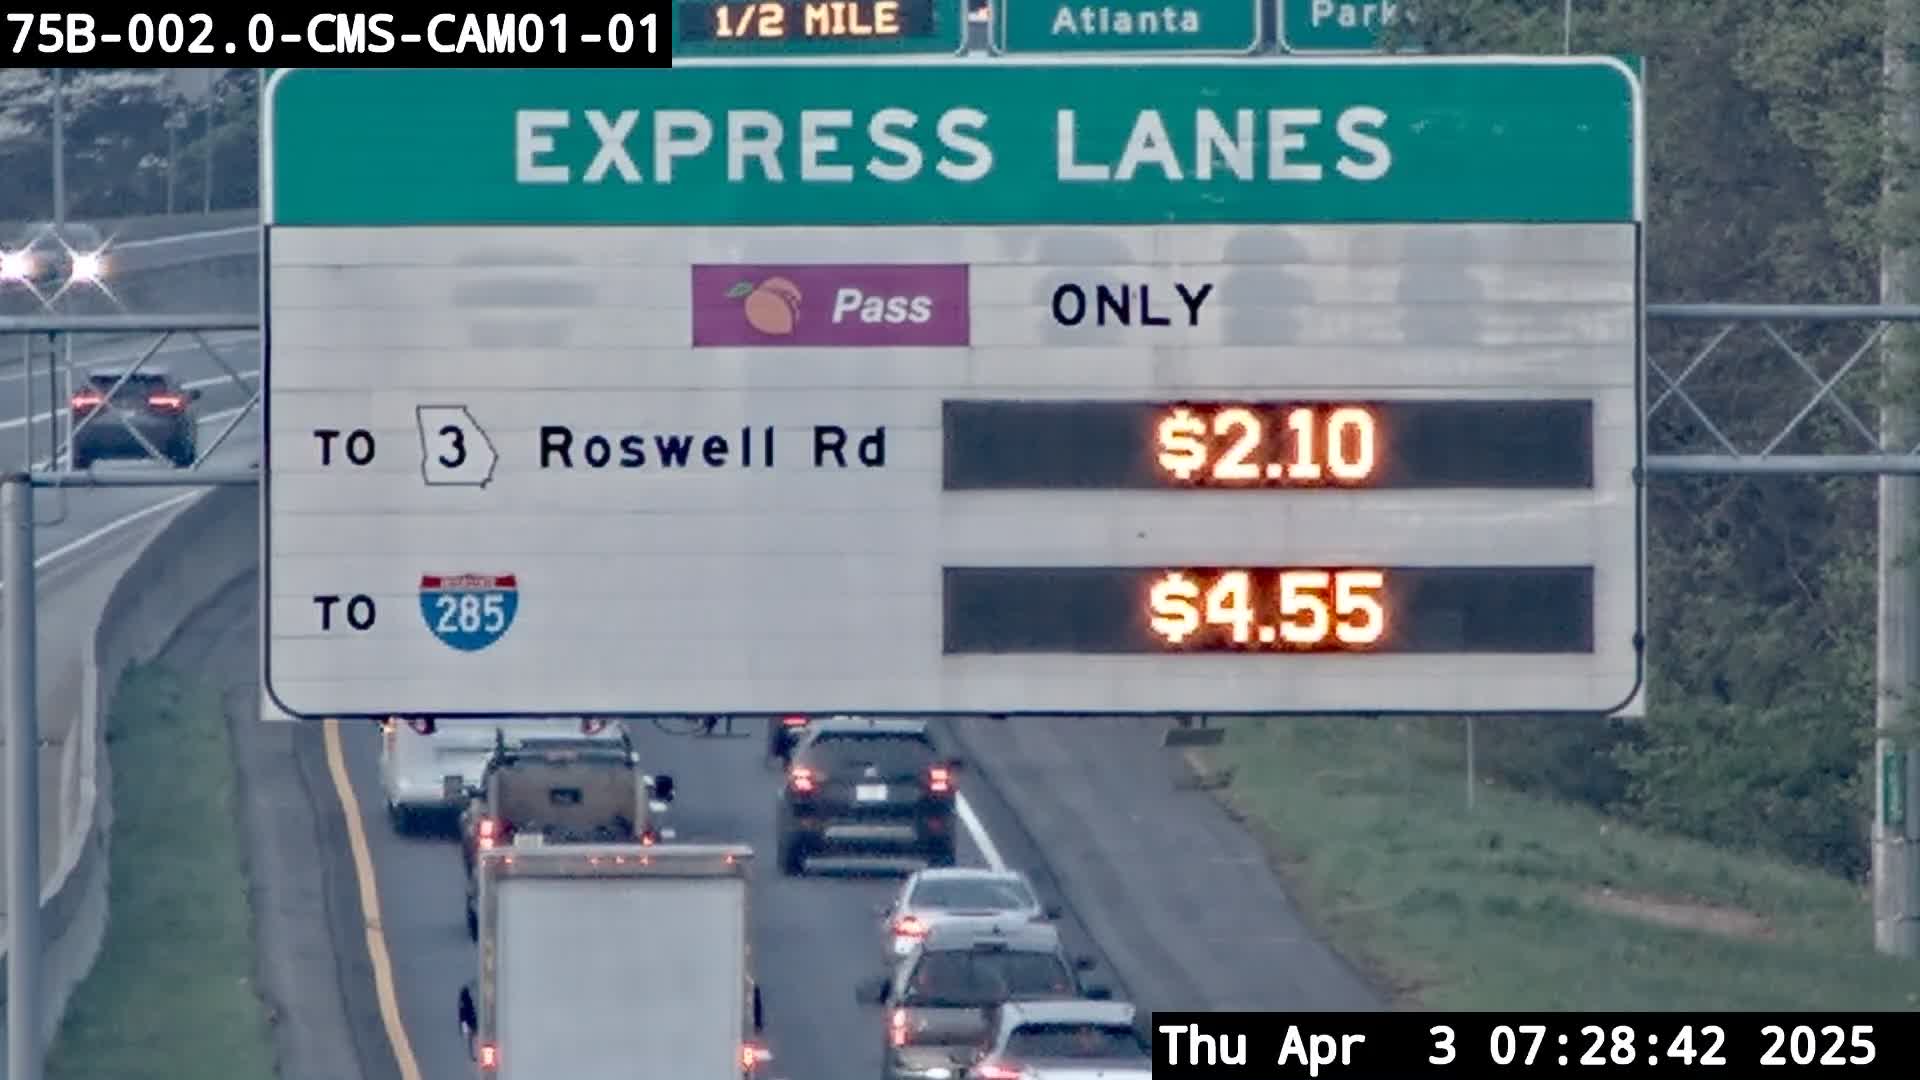 75B-002.0-CMS-CAM01-01
1/2 MILE
Atlanta
Park
EXPRESS LANES
Pass ONLY
TO 3 Roswell Rd $2.10
TO 285 $4.55
Thu Apr 3 07:28:42 2025